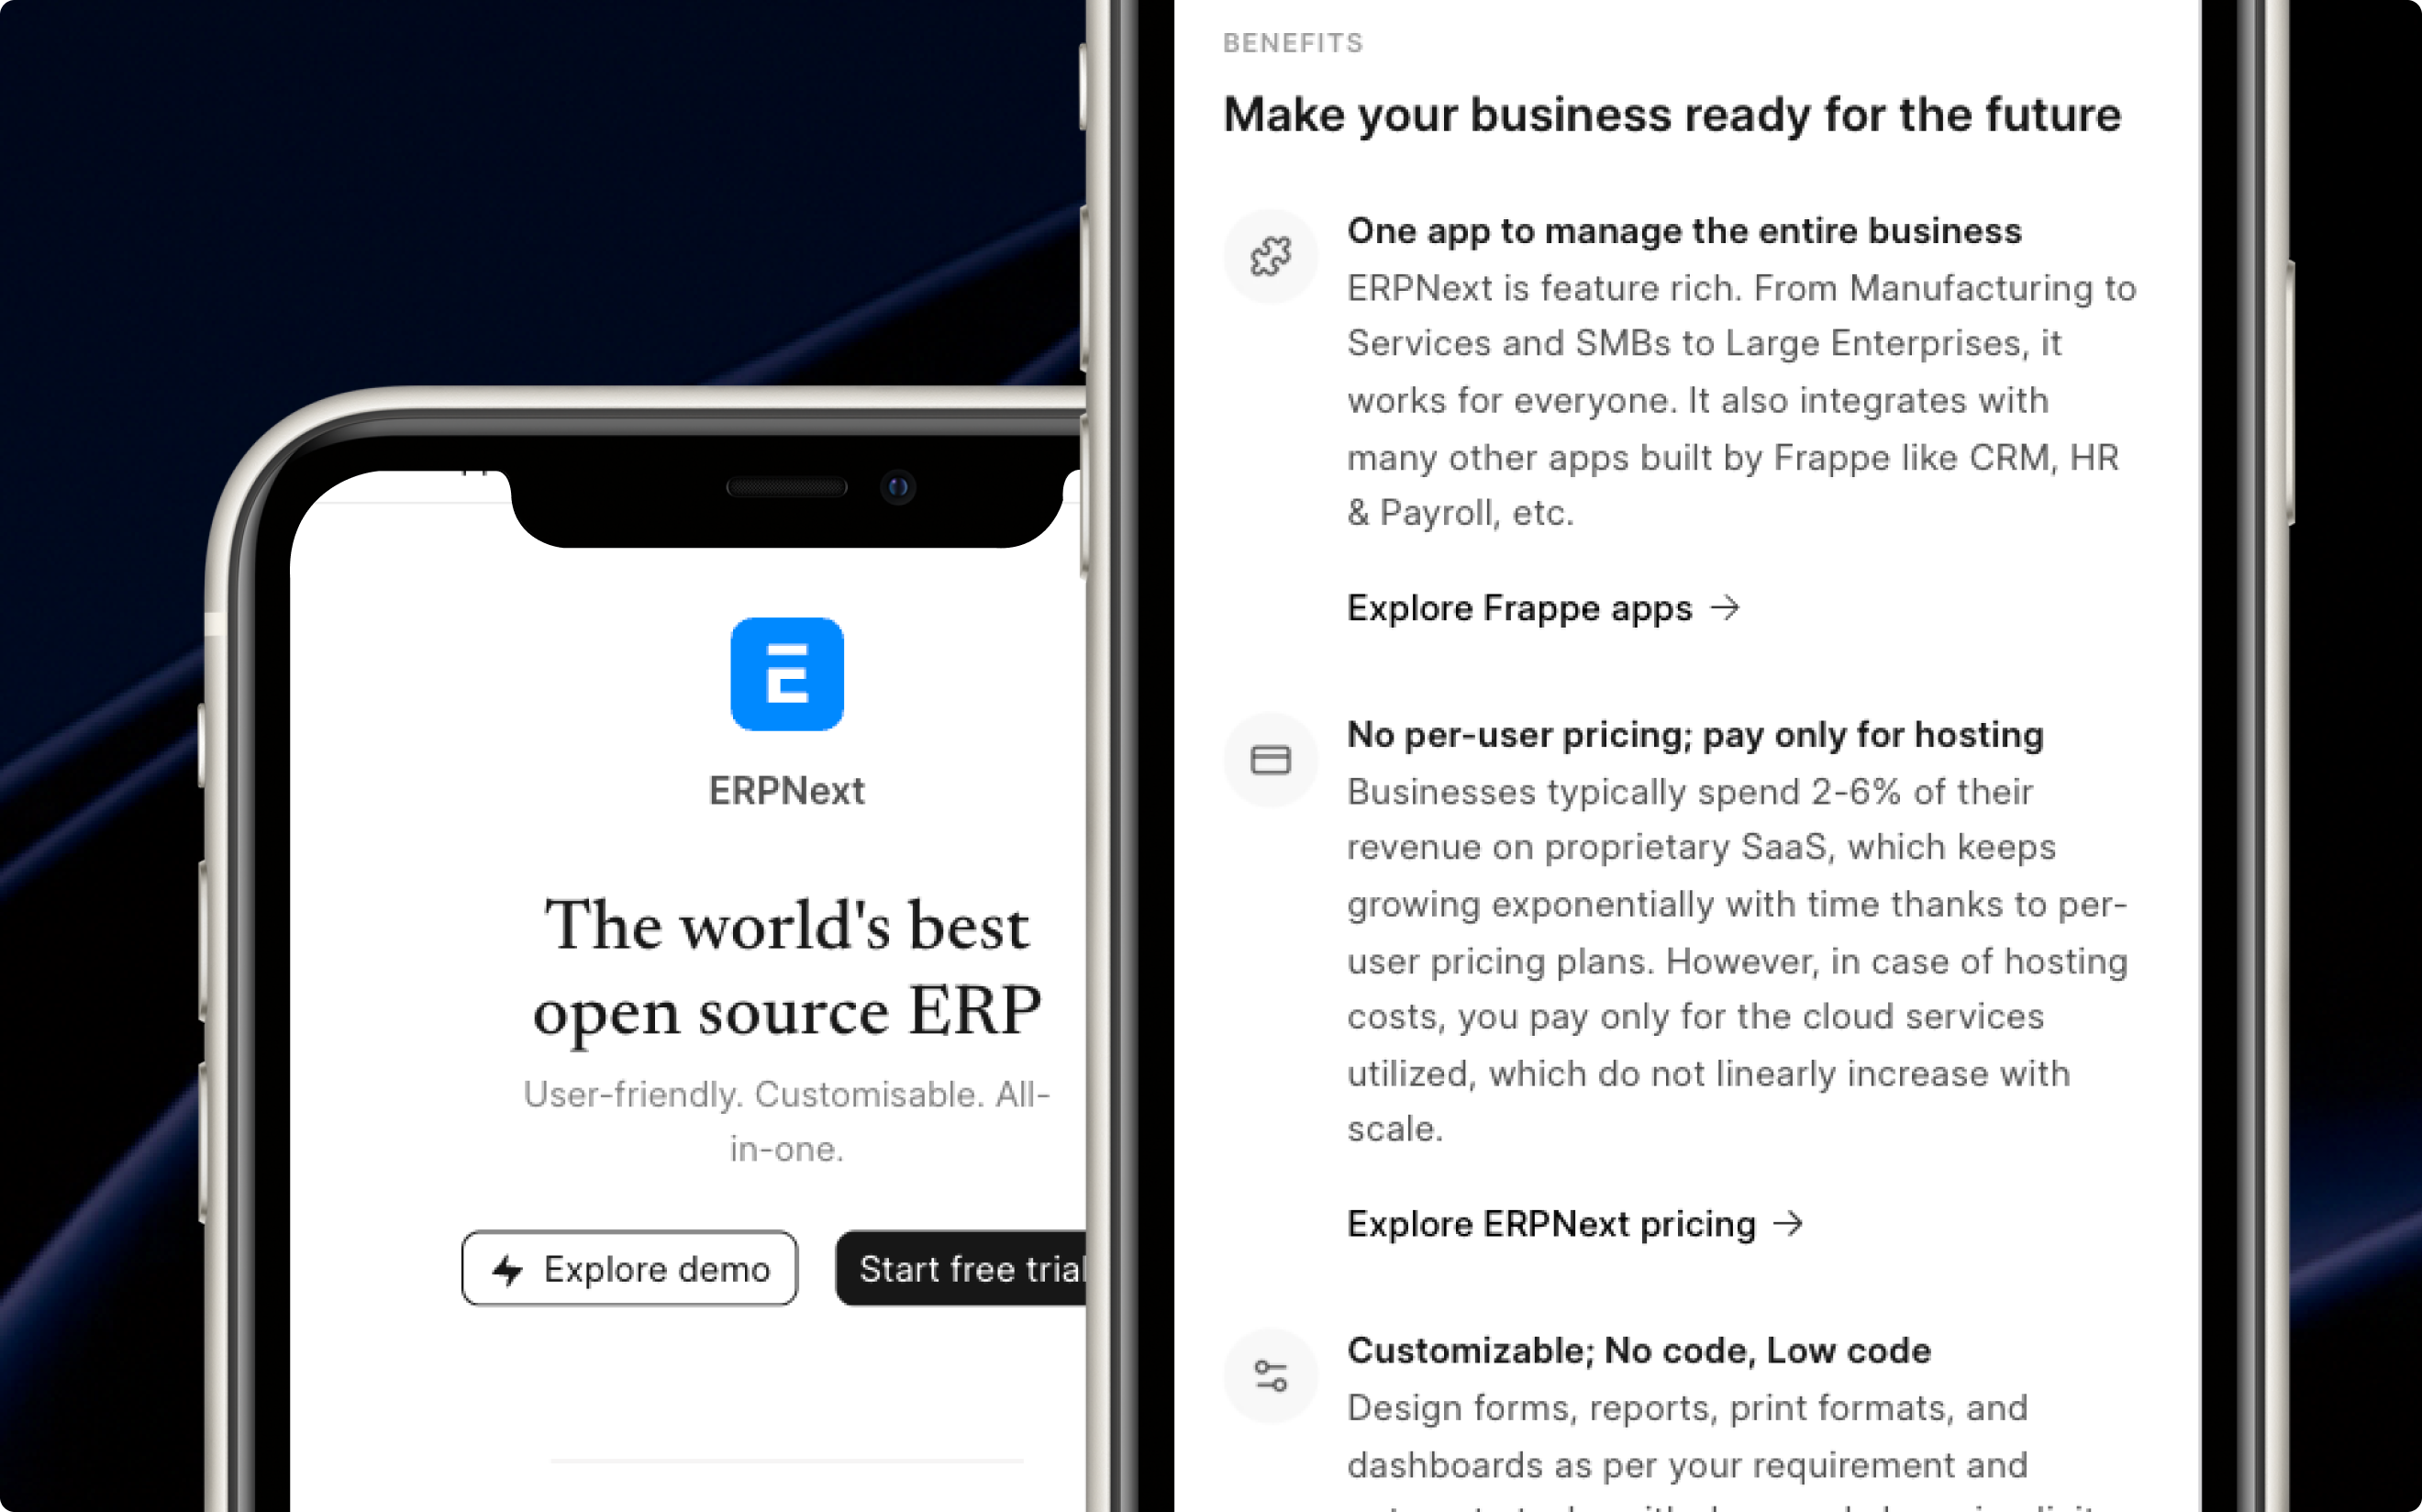 ERPNext
The world's best
open source ERP
User-friendly. Customisable. All-
in-one.
Explore demo
Start free trial
BENEFITS
Make your business ready for the future
One app to manage the entire business
ERPNext is feature rich. From Manufacturing to
Services and SMBs to Large Enterprises, it
works for everyone. It also integrates with
many other apps built by Frappe like CRM, HR
& Payroll, etc.
Explore Frappe apps →
No per-user pricing; pay only for hosting
Businesses typically spend 2-6% of their
revenue on proprietary SaaS, which keeps
growing exponentially with time thanks to per-
user pricing plans. However, in case of hosting
costs, you pay only for the cloud services
utilized, which do not linearly increase with
scale.
Explore ERPNext pricing →
Customizable; No code, Low code
Design forms, reports, print formats, and
dashboards as per your requirement and